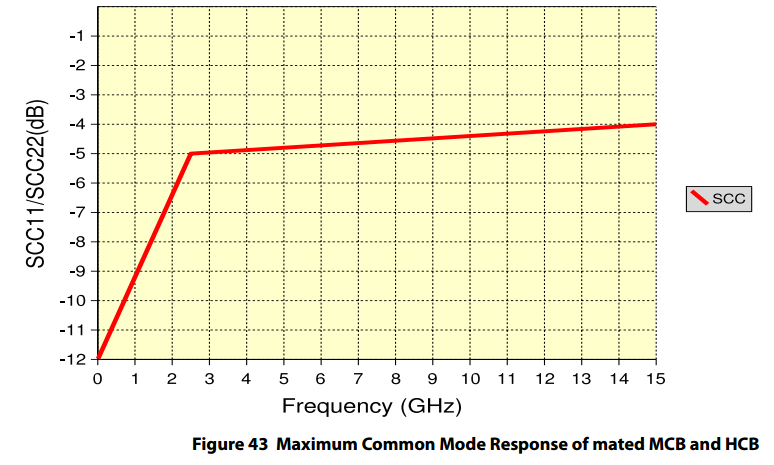 SCC11/SCC22(dB)
-1
-2
-3
-4
-5
-6
-7
-8
-9
-10
-11
-12
0 1 2 3 4 5 6 7 8 9 10 11 12 13 14 15
Frequency (GHz)
SCC
Figure 43 Maximum Common Mode Response of mated MCB and HCB